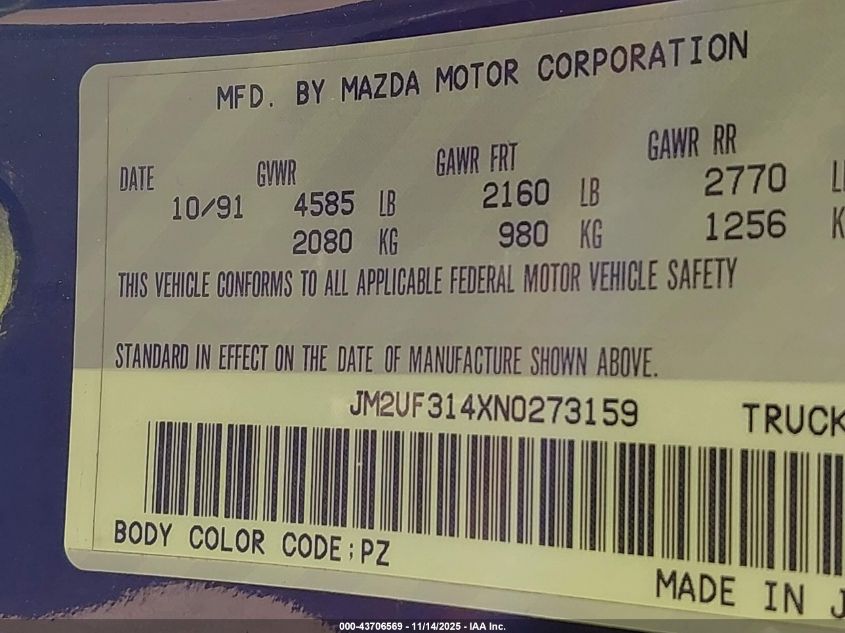 MFD. BY MAZDA MOTOR CORPORATION
DATE GVWR GAWR FRT GAWR RR
10/91 4585 LB 2160 LB 2770 L
2080 KG 980 KG 1256 K
THIS VEHICLE CONFORMS TO ALL APPLICABLE FEDERAL MOTOR VEHICLE SAFETY
STANDARD IN EFFECT ON THE DATE OF MANUFACTURE SHOWN ABOVE.
JM2UF314XN0273159 TRUCK
BODY COLOR CODE;PZ
MADE IN J
000-43706569 - 11/14/2025 - IAA Inc.